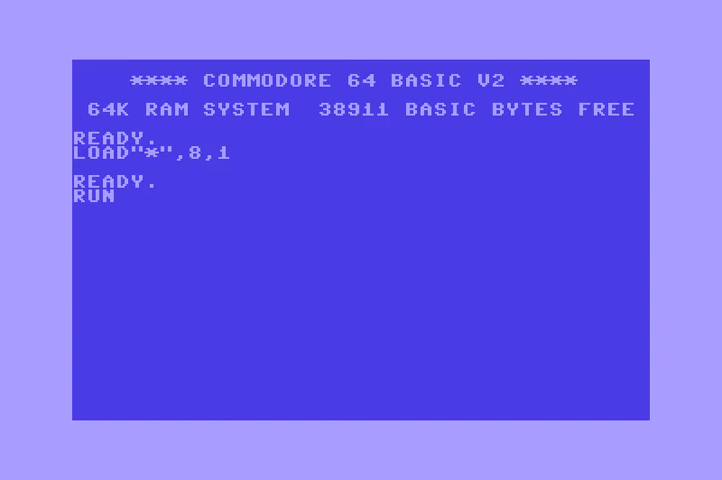 **** COMMODORE 64 BASIC V2 ****
64K RAM SYSTEM  38911 BASIC BYTES FREE
READY.
LOAD"*",8,1
READY.
RUN